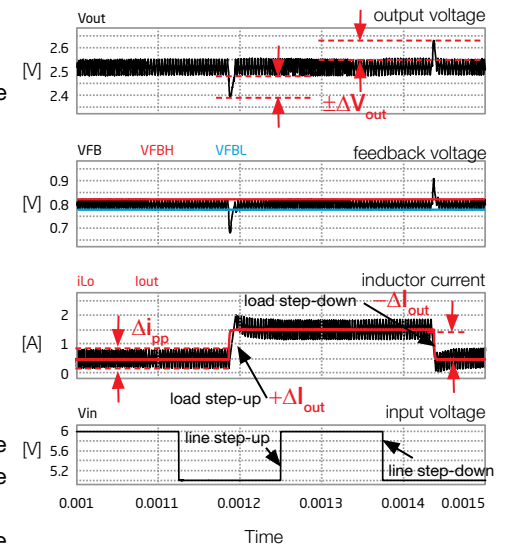 Vout
output voltage
2.6
[V]
2.5
e
2.4
±ΔVout
VFB VFBH VFBL
feedback voltage
0.9
[V]
0.8
0.7
iLo Iout
inductor current
load step-down
−ΔIout
2
Δipp
[A]
1
0
load step-up
+ΔIout
Vin
input voltage
6
line step-up
e
[V]
5.6
5.2
line step-down
e
0.001 0.0011 0.0012 0.0013 0.0014 0.0015
Time
e